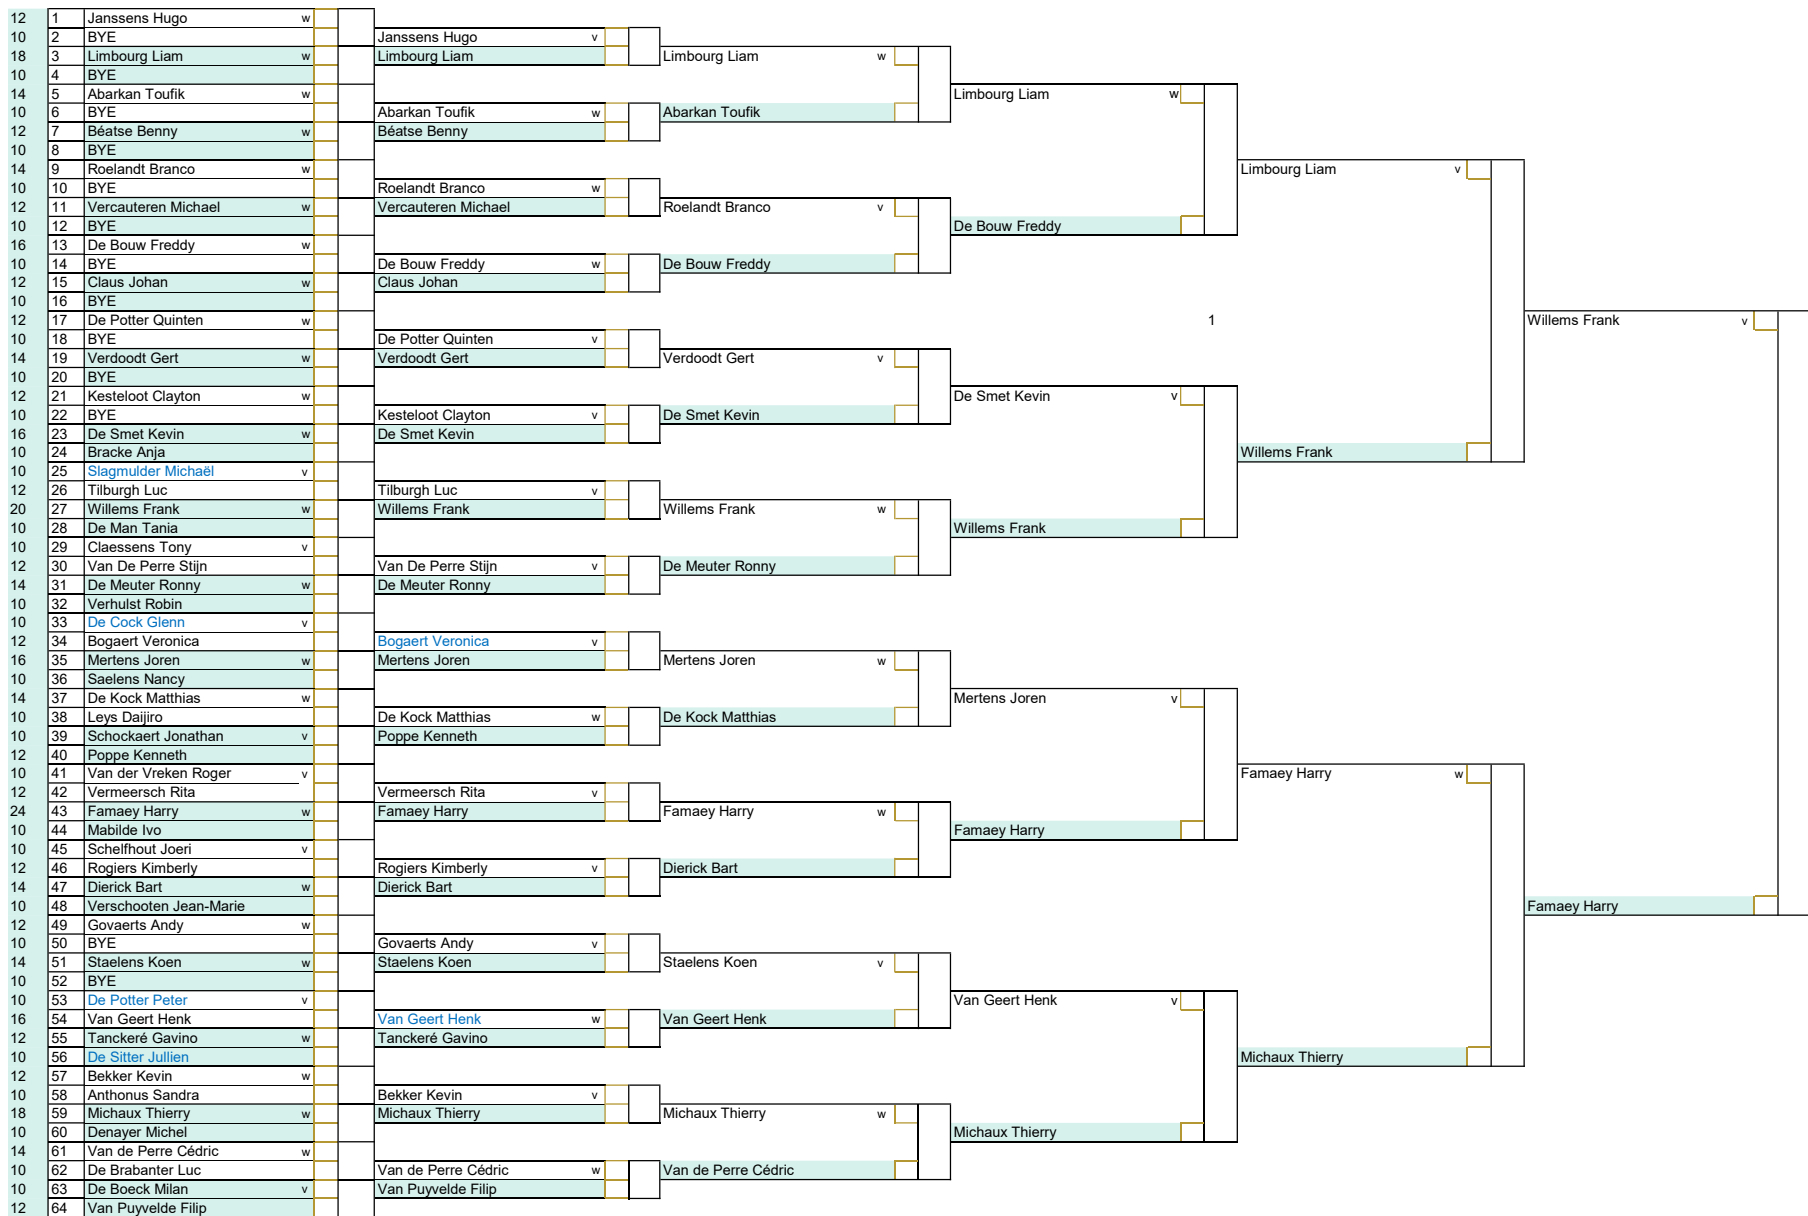 12 1 Janssens Hugo w
10 2 BYE Janssens Hugo v
18 3 Limbourg Liam w Limbourg Liam Limbourg Liam w
10 4 BYE
14 5 Abarkan Toufik w Limbourg Liam w
10 6 BYE Abarkan Toufik w Abarkan Toufik
12 7 Béatse Benny w Béatse Benny
10 8 BYE
14 9 Roelandt Branco w Limbourg Liam v
10 10 BYE Roelandt Branco w
12 11 Vercauteren Michael w Vercauteren Michael Roelandt Branco v
10 12 BYE De Bouw Freddy
16 13 De Bouw Freddy w
10 14 BYE De Bouw Freddy w De Bouw Freddy
12 15 Claus Johan w Claus Johan
10 16 BYE
12 17 De Potter Quinten w 1 Willems Frank v
10 18 BYE De Potter Quinten v
14 19 Verdoodt Gert w Verdoodt Gert Verdoodt Gert v
10 20 BYE
12 21 Kesteloot Clayton w De Smet Kevin v
10 22 BYE Kesteloot Clayton v De Smet Kevin
16 23 De Smet Kevin w De Smet Kevin
10 24 Bracke Anja Willems Frank
10 25 Slagmulder Michaël v
12 26 Tilburgh Luc Tilburgh Luc v
20 27 Willems Frank w Willems Frank Willems Frank w
10 28 De Man Tania Willems Frank
10 29 Claessens Tony v
12 30 Van De Perre Stijn Van De Perre Stijn v De Meuter Ronny
14 31 De Meuter Ronny w De Meuter Ronny
10 32 Verhulst Robin
10 33 De Cock Glenn v
12 34 Bogaert Veronica Bogaert Veronica v
16 35 Mertens Joren w Mertens Joren Mertens Joren w
10 36 Saelens Nancy
14 37 De Kock Matthias w Mertens Joren v
10 38 Leys Daijiro De Kock Matthias w De Kock Matthias
10 39 Schockaert Jonathan v Poppe Kenneth
12 40 Poppe Kenneth
10 41 Van der Vreken Roger v Famaey Harry w
12 42 Vermeersch Rita Vermeersch Rita v
24 43 Famaey Harry w Famaey Harry Famaey Harry w
10 44 Mabilde Ivo Famaey Harry
10 45 Schelfhout Joeri v
12 46 Rogiers Kimberly Rogiers Kimberly v Dierick Bart
14 47 Dierick Bart w Dierick Bart
10 48 Verschooten Jean-Marie Famaey Harry
12 49 Govaerts Andy w
10 50 BYE Govaerts Andy v
14 51 Staelens Koen w Staelens Koen Staelens Koen v
10 52 BYE
10 53 De Potter Peter v Van Geert Henk v
16 54 Van Geert Henk Van Geert Henk w Van Geert Henk
12 55 Tanckeré Gavino w Tanckeré Gavino
10 56 De Sitter Jullien Michaux Thierry
12 57 Bekker Kevin w
10 58 Anthonus Sandra Bekker Kevin v
18 59 Michaux Thierry w Michaux Thierry Michaux Thierry w
10 60 Denayer Michel Michaux Thierry
14 61 Van de Perre Cédric w
10 62 De Brabanter Luc Van de Perre Cédric w Van de Perre Cédric
10 63 De Boeck Milan v Van Puyvelde Filip
12 64 Van Puyvelde Filip